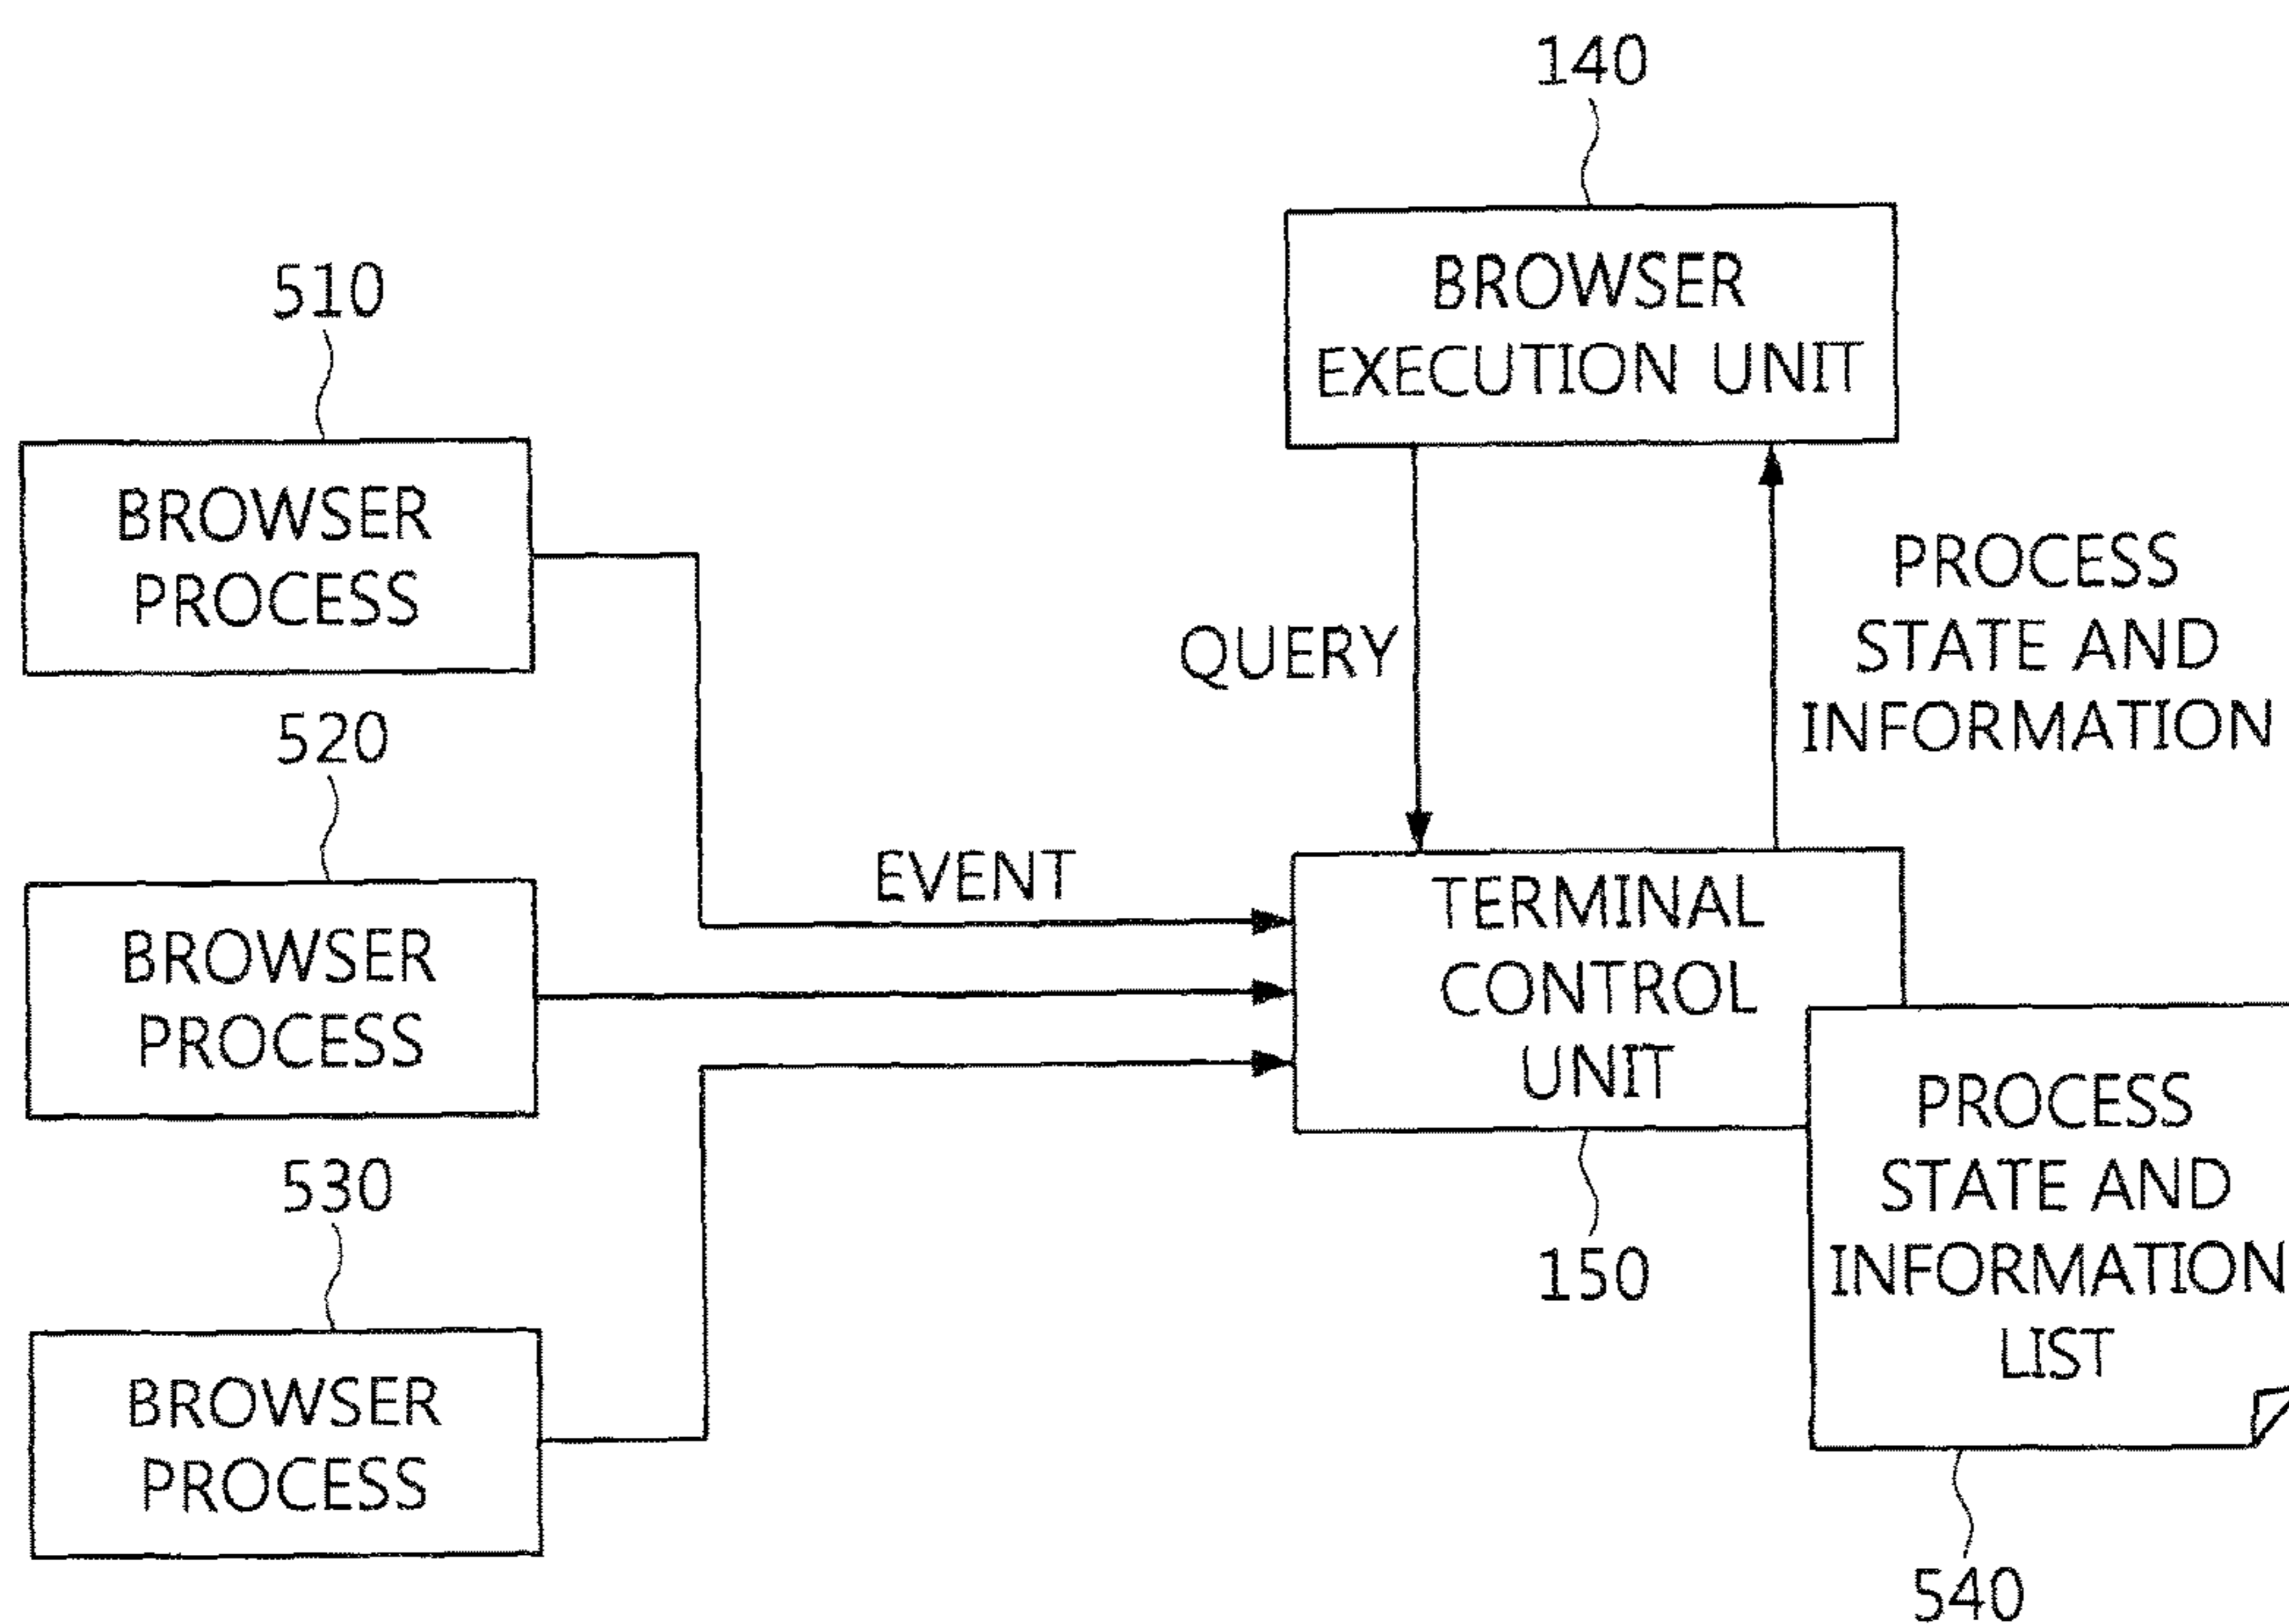 140
BROWSER
EXECUTION UNIT
510
BROWSER
PROCESS
QUERY
PROCESS
STATE AND
INFORMATION
520
BROWSER
PROCESS
EVENT
TERMINAL
CONTROL
UNIT
150
PROCESS
STATE AND
INFORMATION
LIST
540
530
BROWSER
PROCESS